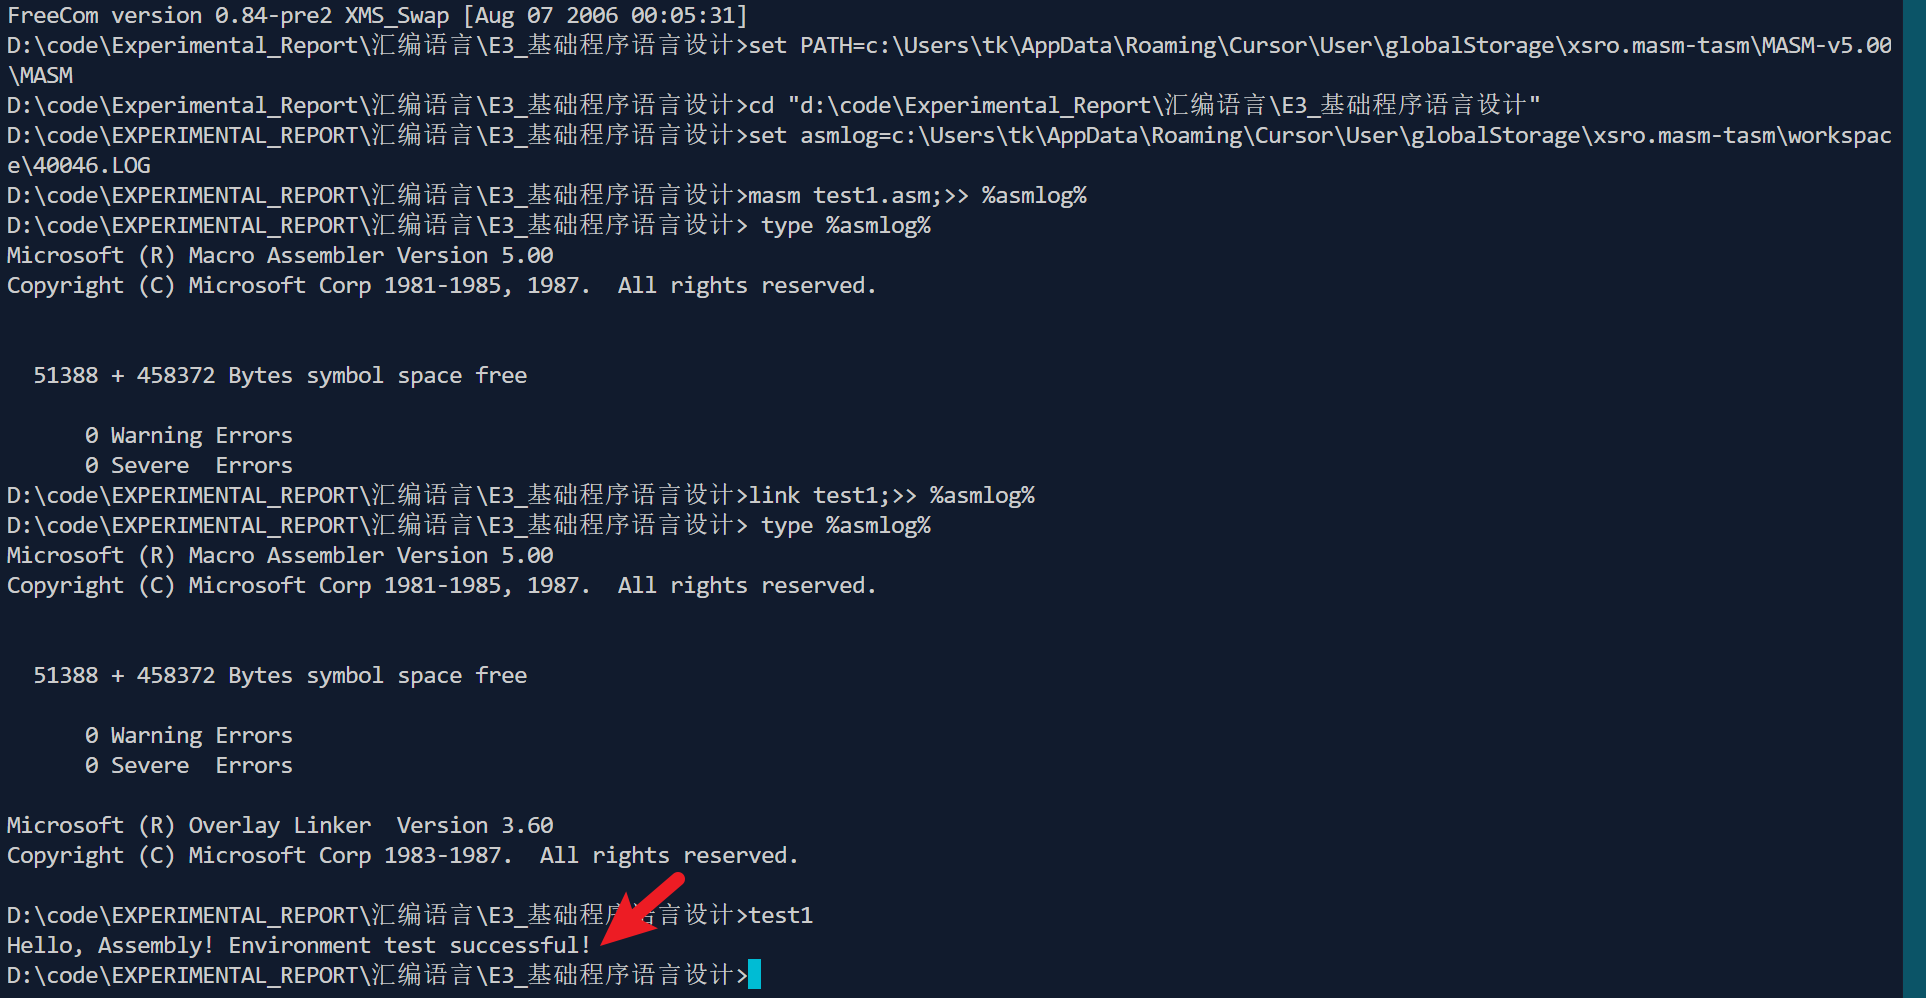 FreeCom version 0.84-pre2 XMS_Swap [Aug 07 2006 00:05:31]
D:\code\Experimental_Report\汇编语言\E3_基础程序语言设计>set PATH=c:\Users\tk\AppData\Roaming\Cursor\User\globalStorage\xsro.masm-tasm\MASM-v5.00
\MASM
D:\code\Experimental_Report\汇编语言\E3_基础程序语言设计>cd "d:\code\Experimental_Report\汇编语言\E3_基础程序语言设计"
D:\code\EXPERIMENTAL_REPORT\汇编语言\E3_基础程序语言设计>set asmlog=c:\Users\tk\AppData\Roaming\Cursor\User\globalStorage\xsro.masm-tasm\workspac
e\40046.LOG
D:\code\EXPERIMENTAL_REPORT\汇编语言\E3_基础程序语言设计>masm test1.asm;>> %asmlog%
D:\code\EXPERIMENTAL_REPORT\汇编语言\E3_基础程序语言设计> type %asmlog%
Microsoft (R) Macro Assembler Version 5.00
Copyright (C) Microsoft Corp 1981-1985, 1987.  All rights reserved.
51388 + 458372 Bytes symbol space free
0 Warning Errors
0 Severe  Errors
D:\code\EXPERIMENTAL_REPORT\汇编语言\E3_基础程序语言设计>link test1;>> %asmlog%
D:\code\EXPERIMENTAL_REPORT\汇编语言\E3_基础程序语言设计> type %asmlog%
Microsoft (R) Macro Assembler Version 5.00
Copyright (C) Microsoft Corp 1981-1985, 1987.  All rights reserved.
51388 + 458372 Bytes symbol space free
0 Warning Errors
0 Severe  Errors
Microsoft (R) Overlay Linker  Version 3.60
Copyright (C) Microsoft Corp 1983-1987.  All rights reserved.
D:\code\EXPERIMENTAL_REPORT\汇编语言\E3_基础程序语言设计>test1
Hello, Assembly! Environment test successful!
D:\code\EXPERIMENTAL_REPORT\汇编语言\E3_基础程序语言设计>